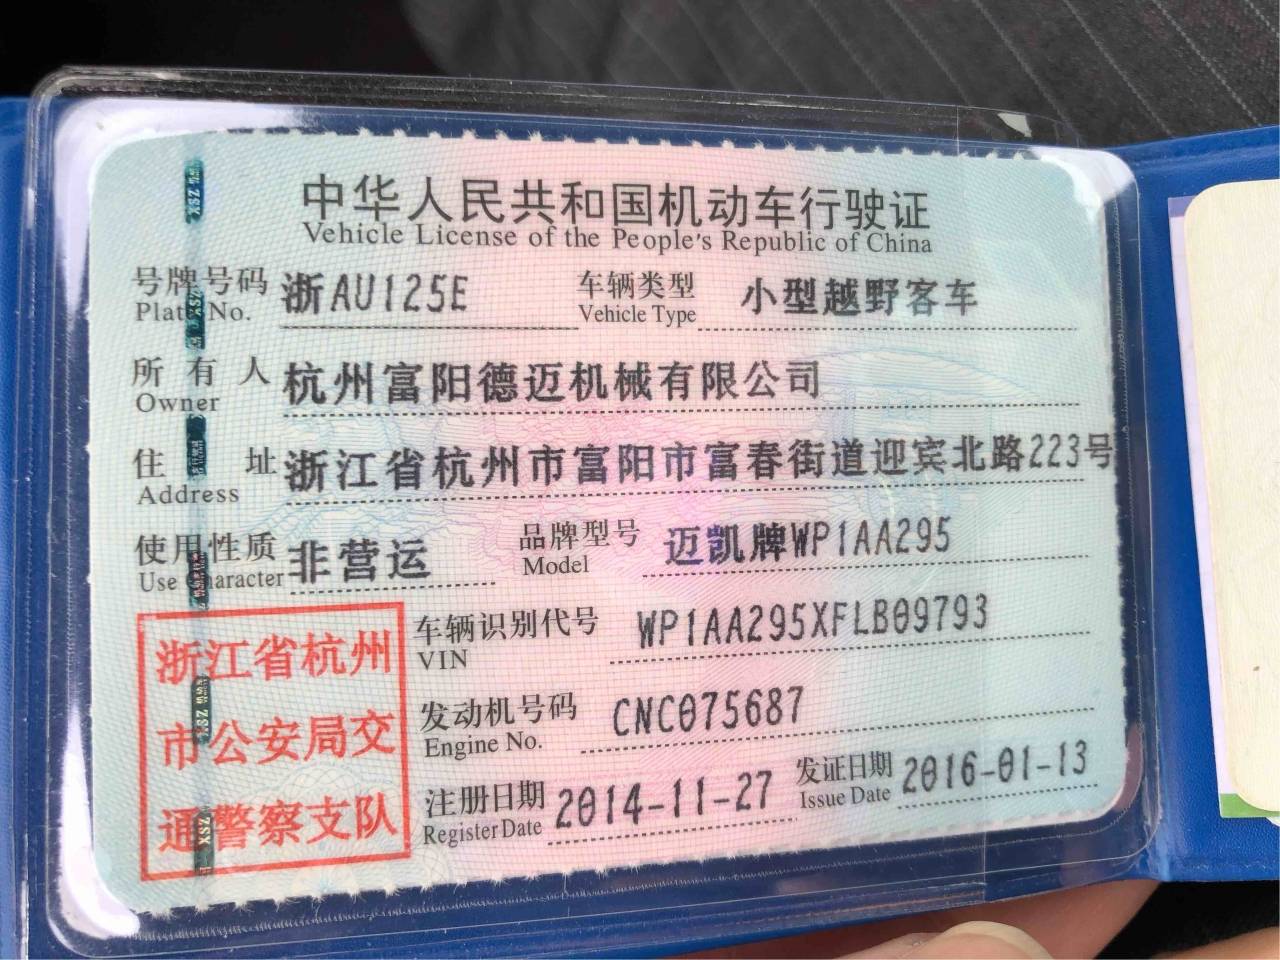 中华人民共和国机动车行驶证
Vehicle License of the People's Republic of China
号牌号码 浙AU125E 车辆类型 小型越野客车
Plate No. Vehicle Type
所有人 杭州富阳德迈机械有限公司
Owner
住址 浙江省杭州市富阳市富春街道迎宾北路223号
Address
使用性质 非营运 品牌型号 迈凯牌WP1AA295
Use Character Model
浙江省杭州
市公安局交
通警察支队
车辆识别代号 WP1AA295XFLB09793
VIN
发动机号码 CNC075687
Engine No.
注册日期 2014-11-27 发证日期 2016-01-13
Register Date Issue Date
XSZ
XSZ
XSZ
XSZ